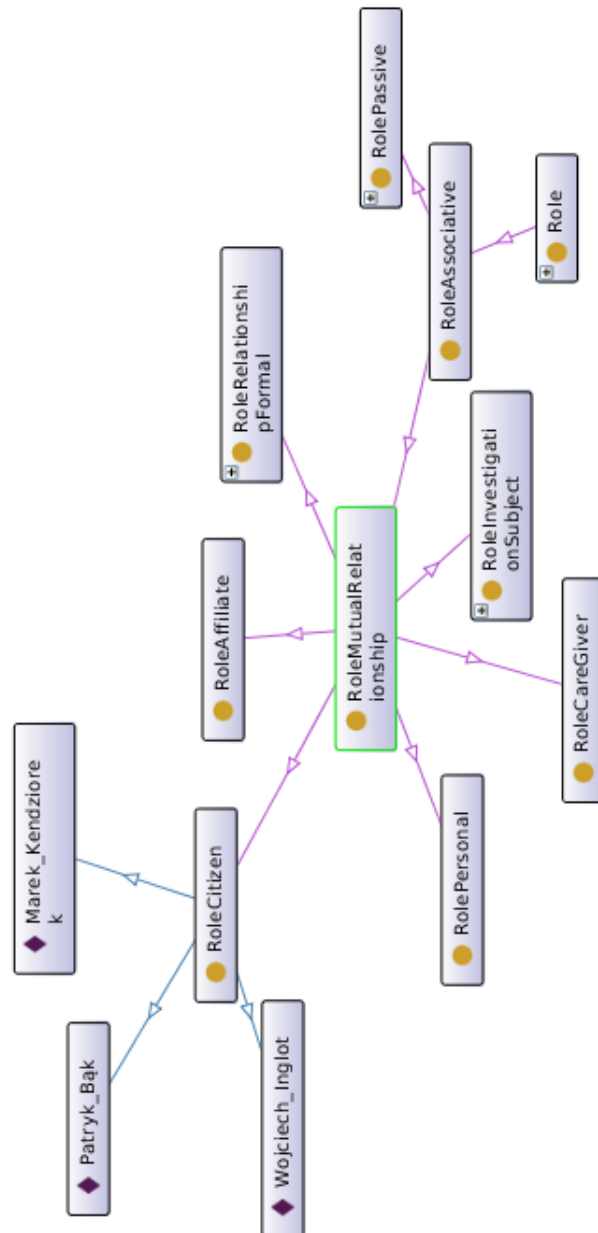 Marek_Kendziore
k
Patryk_Bąk
RoleCitizen
RoleAffiliate
RoleRelationshi
pFormal
Wojciech_Inglot
RoleMutualRelat
ionship
RolePassive
RoleAssociative
RolePersonal
RoleInvestigati
onSubject
Role
RoleCareGiver